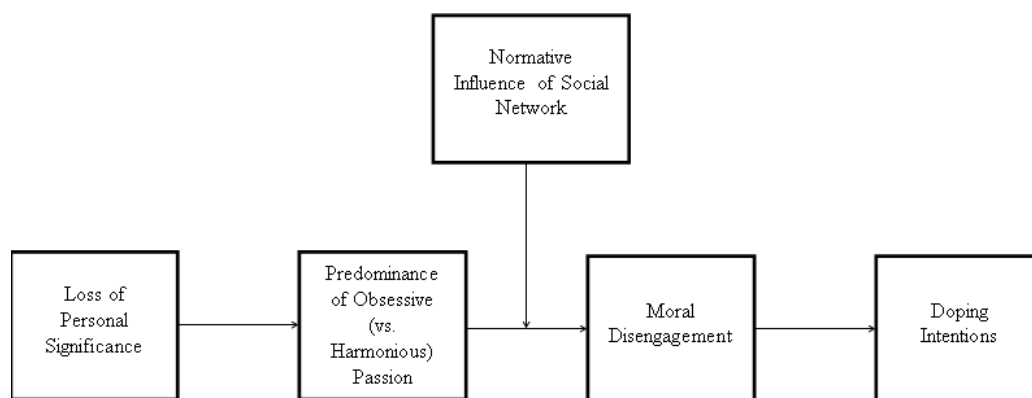 Normative
Influence of Social
Network
Loss of
Personal
Significance
Predominance
of Obsessive
(vs.
Harmonious)
Passion
Moral
Disengagement
Doping
Intentions